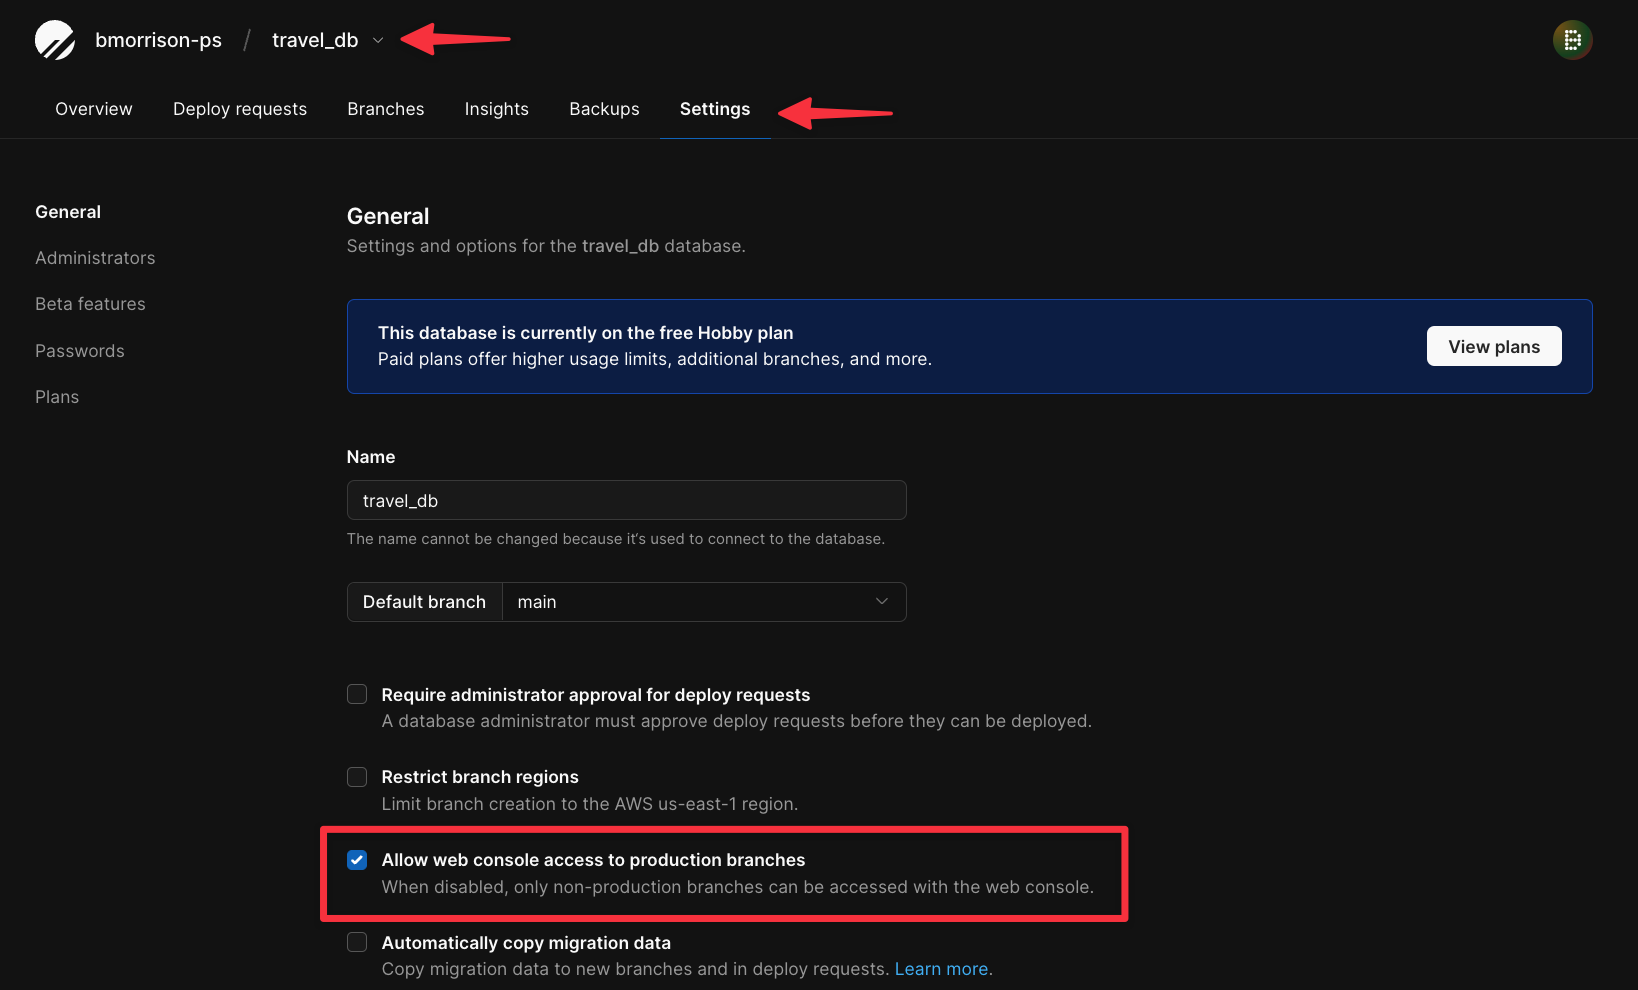 bmorrison-ps / travel_db
B
Overview Deploy requests Branches Insights Backups Settings
General
Administrators
Beta features
Passwords
Plans
General
Settings and options for the travel_db database.
This database is currently on the free Hobby plan
Paid plans offer higher usage limits, additional branches, and more.
View plans
Name
travel_db
The name cannot be changed because it's used to connect to the database.
Default branch main
Require administrator approval for deploy requests
A database administrator must approve deploy requests before they can be deployed.
Restrict branch regions
Limit branch creation to the AWS us-east-1 region.
Allow web console access to production branches
When disabled, only non-production branches can be accessed with the web console.
Automatically copy migration data
Copy migration data to new branches and in deploy requests. Learn more.